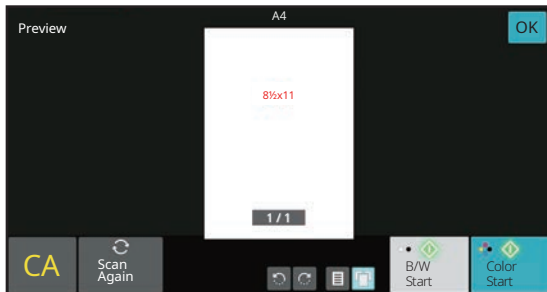 A4
Preview
OK
8½x11
1 / 1
CA
Scan
Again
B/W
Start
Color
Start